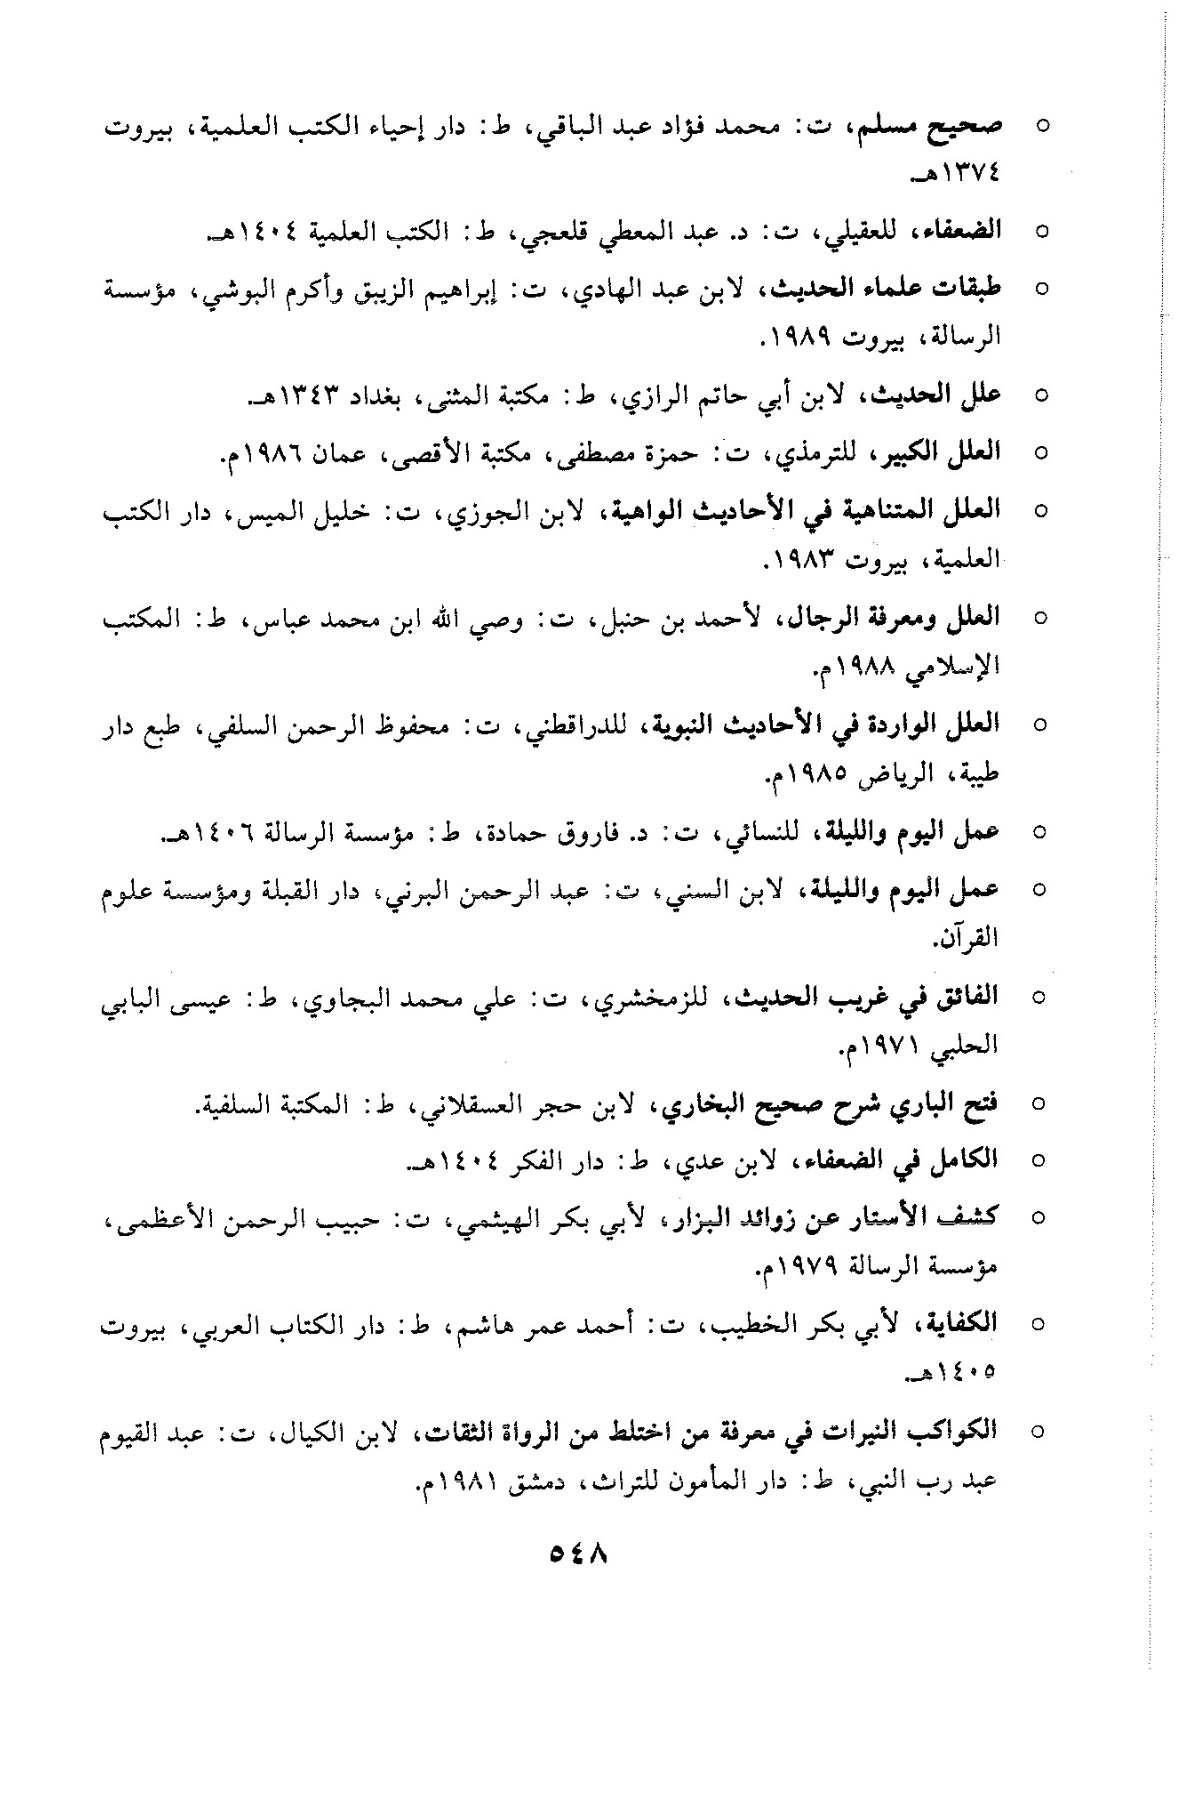 ○ صحيح مسلم، ت: محمد فؤاد عبد الباقي، ط: دار إحياء الكتب العلمية، بيروت
١٣٧٤هـ.
○ الضعفاء، للعقيلي، ت: د. عبد المعطي قلعجي، ط: الكتب العلمية ١٤٠٤هـ.
○ طبقات علماء الحديث، لابن عبد الهادي، ت: إبراهيم الزيبق وأكرم البوشي، مؤسسة
الرسالة، بيروت ١٩٨٩.
○ علل الحديث، لابن أبي حاتم الرازي، ط: مكتبة المثنى، بغداد ١٣٤٣هـ.
○ العلل الكبير، للترمذي، ت: حمزة مصطفى، مكتبة الأقصى، عمان ١٩٨٦م.
○ العلل المتناهية في الأحاديث الواهية، لابن الجوزي، ت: خليل الميس، دار الكتب
العلمية، بيروت ١٩٨٣.
○ العلل ومعرفة الرجال، لأحمد بن حنبل، ت: وصي الله ابن محمد عباس، ط: المكتب
الإسلامي ١٩٨٨م.
○ العلل الواردة في الأحاديث النبوية، للدراقطني، ت: محفوظ الرحمن السلفي، طبع دار
طيبة، الرياض ١٩٨٥م.
○ عمل اليوم والليلة، للنسائي، ت: د. فاروق حمادة، ط: مؤسسة الرسالة ١٤٠٦هـ.
○ عمل اليوم والليلة، لابن السني، ت: عبد الرحمن البرني، دار القبلة ومؤسسة علوم
القرآن.
○ الفائق في غريب الحديث، للزمخشري، ت: علي محمد البجاوي، ط: عيسى البابي
الحلبي ١٩٧١م.
○ فتح الباري شرح صحيح البخاري، لابن حجر العسقلاني، ط: المكتبة السلفية.
○ الكامل في الضعفاء، لابن عدي، ط: دار الفكر ١٤٠٤هـ.
○ كشف الأستار عن زوائد البزار، لأبي بكر الهيثمي، ت: حبيب الرحمن الأعظمى،
مؤسسة الرسالة ١٩٧٩م.
○ الكفاية، لأبي بكر الخطيب، ت: أحمد عمر هاشم، ط: دار الكتاب العربي، بيروت
١٤٠٥هـ.
○ الكواكب النيرات في معرفة من اختلط من الرواة الثقات، لابن الكيال، ت: عبد القيوم
عبد رب النبي، ط: دار المأمون للتراث، دمشق ١٩٨١م.
٥٤٨